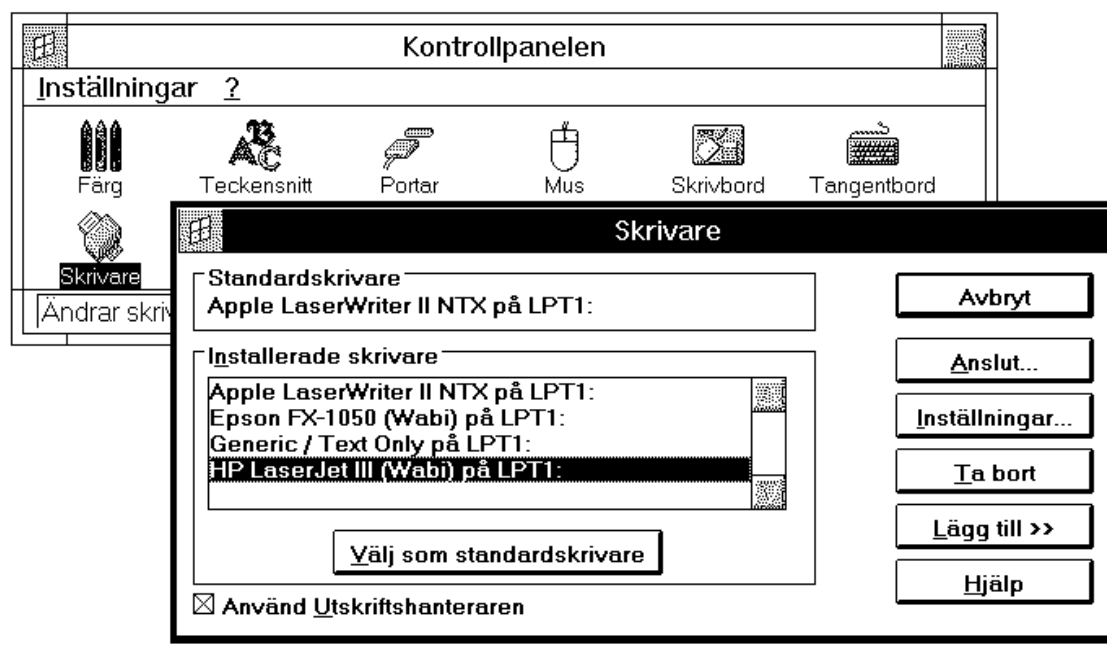 Kontrollpanelen
Inställningar ?
Färg Teckensnitt Portar Mus Skrivbord Tangentbord
Skrivare
Ändrar
Skrivare
Standardskrivare
Apple LaserWriter II NTX på LPT1:
Installerade skrivare
Apple LaserWriter II NTX på LPT1:
Epson FX-1050 (Wabi) på LPT1:
Generic / Text Only på LPT1:
HP LaserJet III (Wabi) på LPT1:
Välj som standardskrivare
Använd Utskriftshanteraren
Avbryt
Anslut...
Inställningar...
Ta bort
Lägg till >>
Hjälp